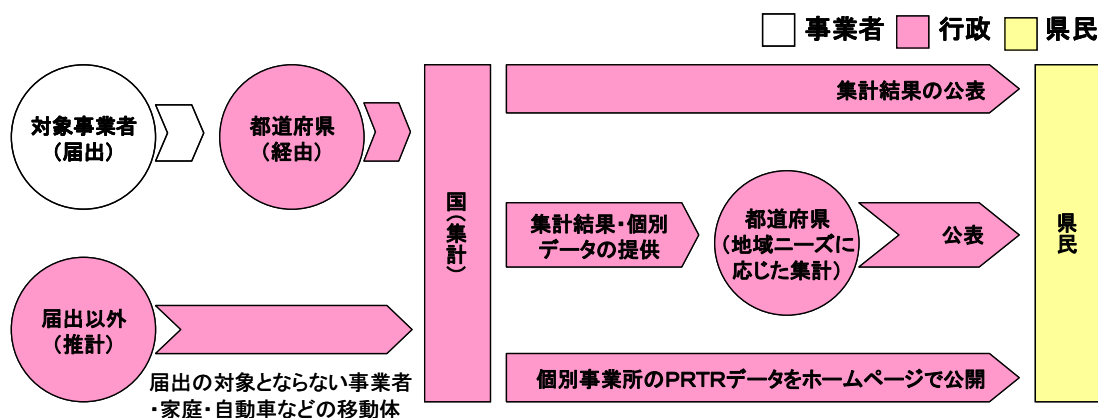 事業者 行政 県民
対象事業者
(届出)
都道府県
(経由)
届出以外
(推計)
届出の対象とならない事業者
・家庭・自動車などの移動体
国(集計)
集計結果の公表
集計結果・個別
データの提供
都道府県
(地域ニーズに
応じた集計)
公表
個別事業所のPRTRデータをホームページで公開
県民